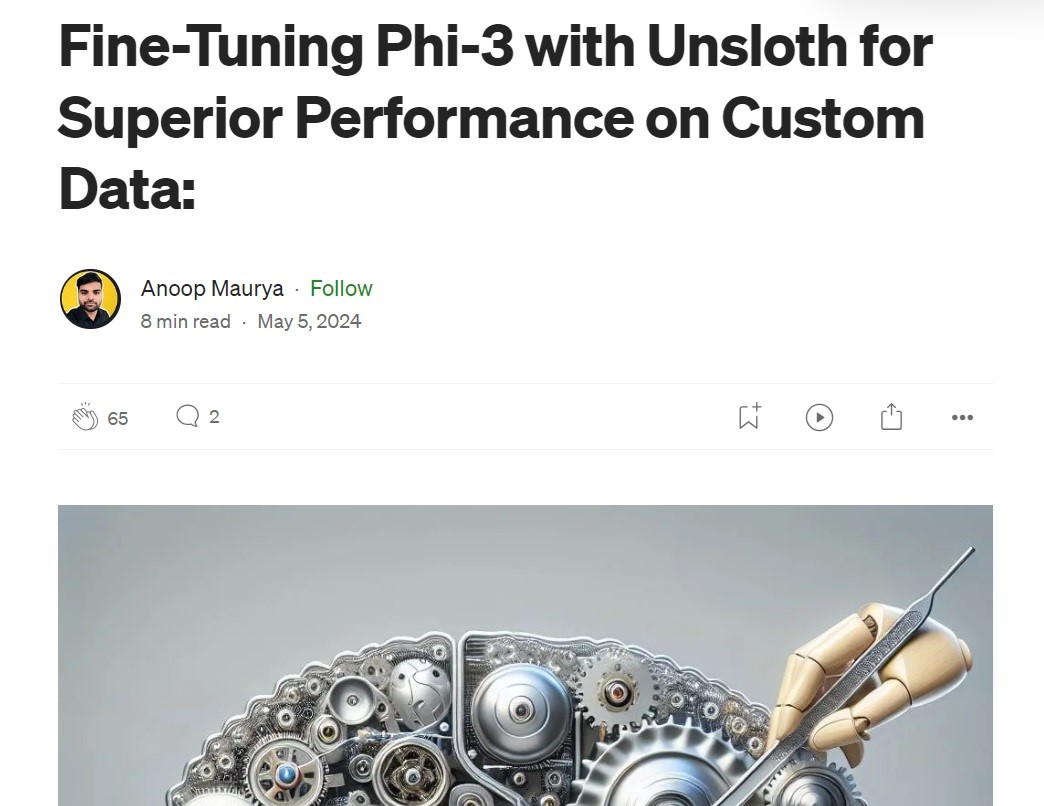 Fine-Tuning Phi-3 with Unsloth for
Superior Performance on Custom
Data:
Anoop Maurya · Follow
8 min read · May 5, 2024
65 2